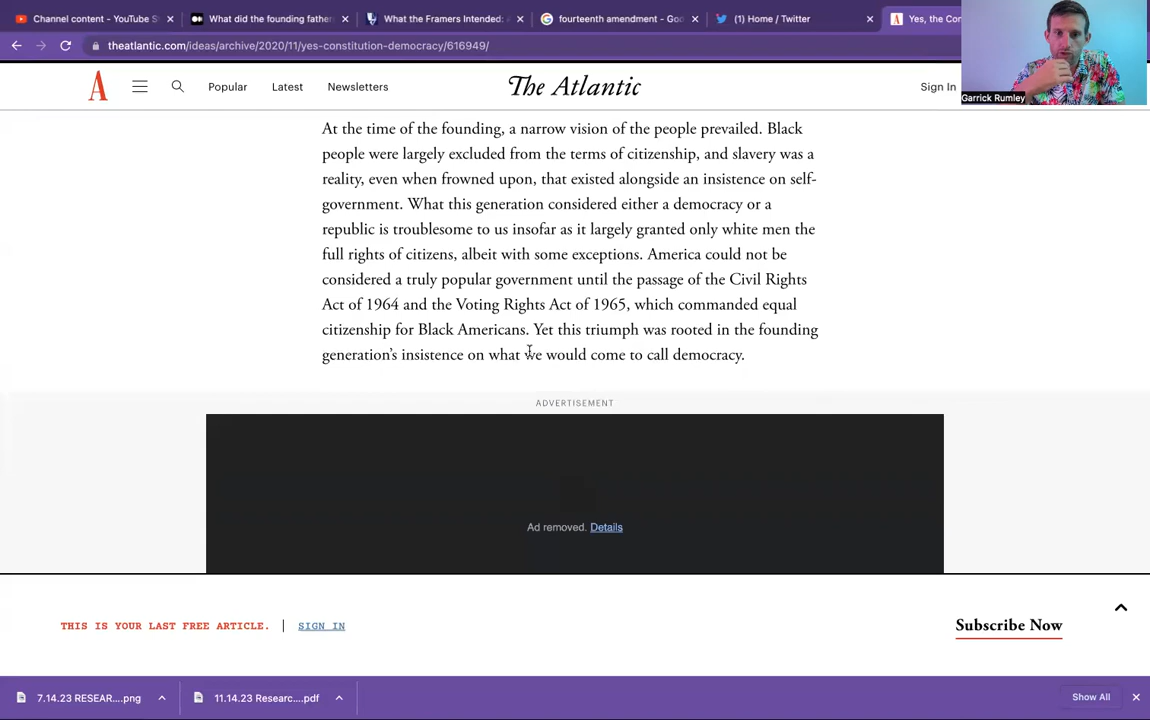 Channel content - YouTube S
What did the founding father
What the Framers Intended:
fourteenth amendment - Goo
(1) Home / Twitter
Yes, the Con
theatlantic.com/ideas/archive/2020/11/yes-constitution-democracy/616949/
Popular
Latest
Newsletters
The Atlantic
Sign In
Garrick Rumley
At the time of the founding, a narrow vision of the people prevailed. Black
people were largely excluded from the terms of citizenship, and slavery was a
reality, even when frowned upon, that existed alongside an insistence on self-
government. What this generation considered either a democracy or a
republic is troublesome to us insofar as it largely granted only white men the
full rights of citizens, albeit with some exceptions. America could not be
considered a truly popular government until the passage of the Civil Rights
Act of 1964 and the Voting Rights Act of 1965, which commanded equal
citizenship for Black Americans. Yet this triumph was rooted in the founding
generation's insistence on what we would come to call democracy.
ADVERTISEMENT
Ad removed. Details
THIS IS YOUR LAST FREE ARTICLE. | SIGN IN
Subscribe Now
7.14.23 RESEAR....png
11.14.23 Researc....pdf
Show All